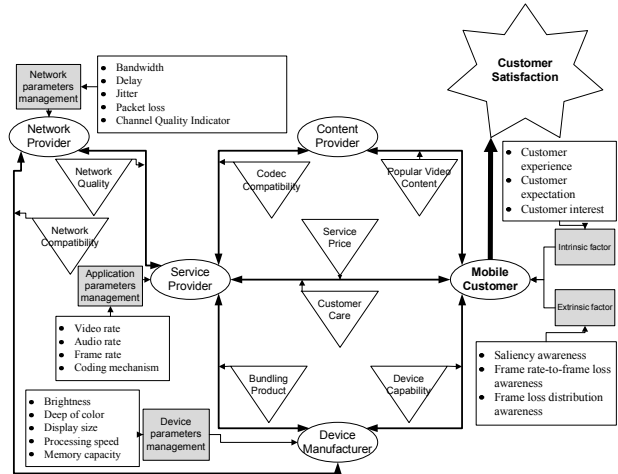 Customer
Satisfaction
Network
parameters
management
• Bandwidth
• Delay
• Jitter
• Packet loss
• Channel Quality Indicator
Network
Provider
Content
Provider
• Customer
experience
• Customer
expectation
• Customer interest
Network
Quality
Codec
Compatibility
Popular Video
Content
Network
Compatibility
Service
Price
Intrinsic factor
Application
parameters
management
Service
Provider
Mobile
Customer
Customer
Care
Extrinsic factor
• Video rate
• Audio rate
• Frame rate
• Coding mechanism
• Saliency awareness
• Frame rate-to-frame loss
awareness
• Frame loss distribution
awareness
Bundling
Product
Device
Capability
• Brightness
• Deep of color
• Display size
• Processing speed
• Memory capacity
Device
parameters
management
Device
Manufacturer